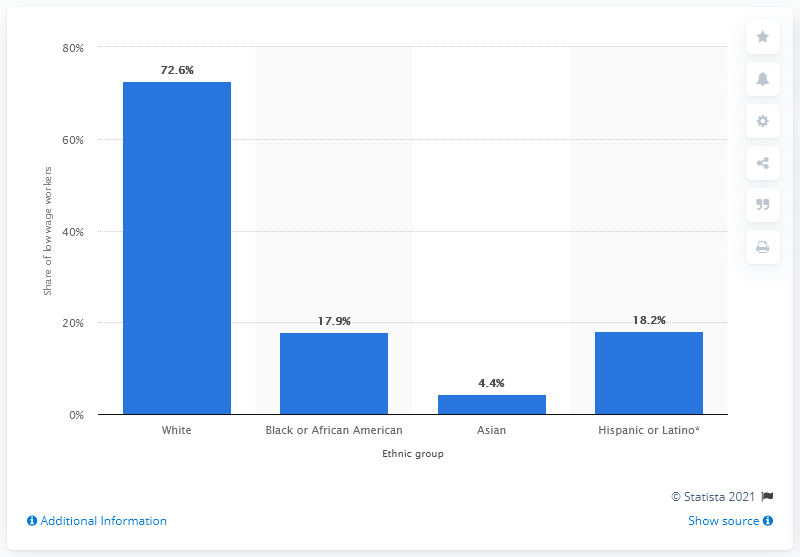 80%
72.6%
60%
Share of low wage workers
40%
20%
17.9%
18.2%
4.4%
0%
White
Black or African American
Asian
Hispanic or Latino*
Ethnic group
© Statista 2021
Additional Information
Show source